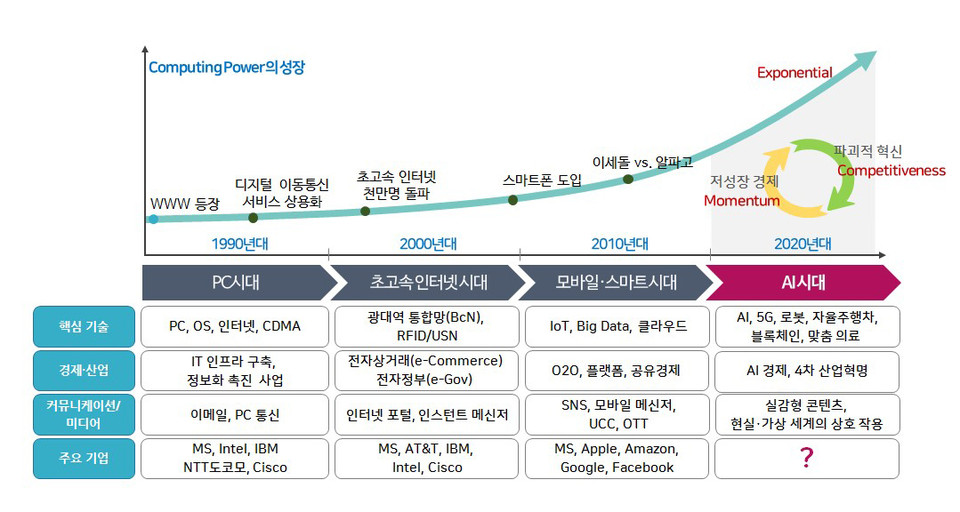 Computing Power의 성장
Exponential
이세돌 vs. 알파고
파괴적 혁신
Competitiveness
저성장 경제
Momentum
스마트폰 도입
초고속 인터넷
천만명 돌파
디지털 이동통신
서비스 상용화
WWW 등장
1990년대
2000년대
2010년대
2020년대
PC시대
초고속인터넷시대
모바일·스마트시대
AI시대
핵심 기술
PC, OS, 인터넷, CDMA
광대역 통합망(BcN),
RFID/USN
IoT, Big Data, 클라우드
AI, 5G, 로봇, 자율주행차,
블록체인, 맞춤 의료
경제·산업
IT 인프라 구축,
정보화 촉진 사업
전자상거래(e-Commerce)
전자정부(e-Gov)
O2O, 플랫폼, 공유경제
AI 경제, 4차 산업혁명
커뮤니케이션/
미디어
이메일, PC 통신
인터넷 포털, 인스턴트 메신저
SNS, 모바일 메신저,
UCC, OTT
실감형 콘텐츠,
현실·가상 세계의 상호 작용
주요 기업
MS, Intel, IBM
NTT도코모, Cisco
MS, AT&T, IBM,
Intel, Cisco
MS, Apple, Amazon,
Google, Facebook
?